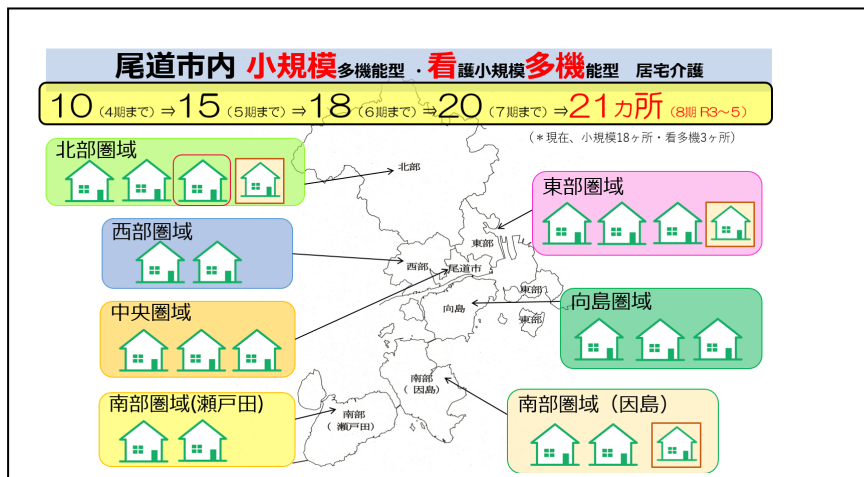 尾道市内 小規模多機能型 ・看護小規模多機能型 居宅介護
10（4期まで）⇒15（5期まで）⇒18（6期まで）⇒20（7期まで）⇒21カ所（8期 R3～5）
（＊現在、小規模18ヶ所・看多機3ヶ所）
北部圏域
北部
東部圏域
西部圏域
東部
西部
尾道市
中央圏域
東部
向島圏域
向島
東部
南部圏域(瀬戸田)
南部
（因島）
南部圏域（因島）
南部
（瀬戸田）